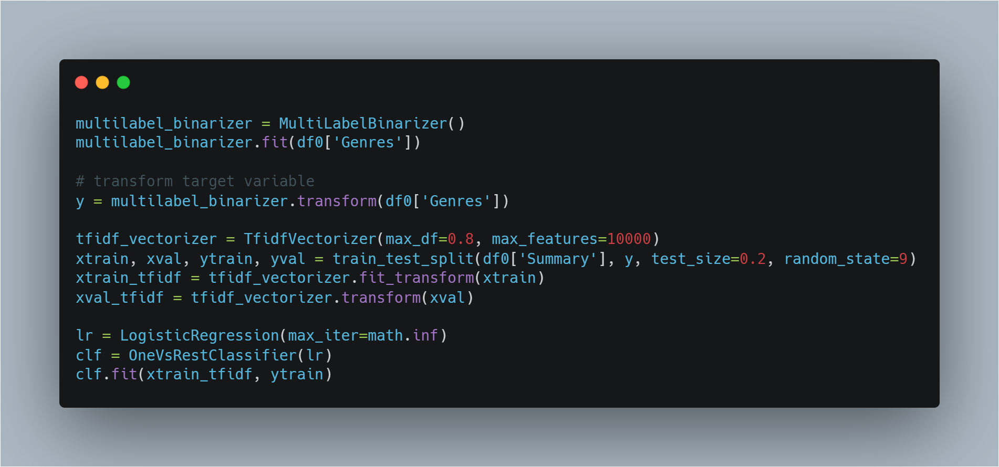 multilabel_binarizer = MultiLabelBinarizer()
multilabel_binarizer.fit(df0['Genres'])
# transform target variable
y = multilabel_binarizer.transform(df0['Genres'])
tfidf_vectorizer = TfidfVectorizer(max_df=0.8, max_features=10000)
xtrain, xval, ytrain, yval = train_test_split(df0['Summary'], y, test_size=0.2, random_state=9)
xtrain_tfidf = tfidf_vectorizer.fit_transform(xtrain)
xval_tfidf = tfidf_vectorizer.transform(xval)
lr = LogisticRegression(max_iter=math.inf)
clf = OneVsRestClassifier(lr)
clf.fit(xtrain_tfidf, ytrain)